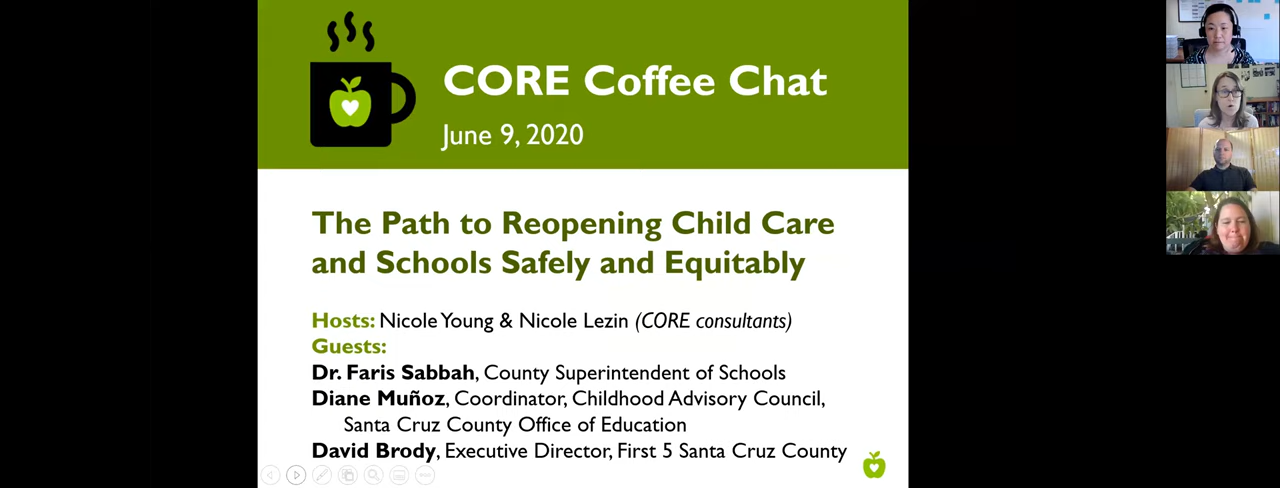 CORE Coffee Chat
June 9, 2020
The Path to Reopening Child Care
and Schools Safely and Equitably
Hosts: Nicole Young & Nicole Lezin (CORE consultants)
Guests:
Dr. Faris Sabbah, County Superintendent of Schools
Diane Muñoz, Coordinator, Childhood Advisory Council,
Santa Cruz County Office of Education
David Brody, Executive Director, First 5 Santa Cruz County